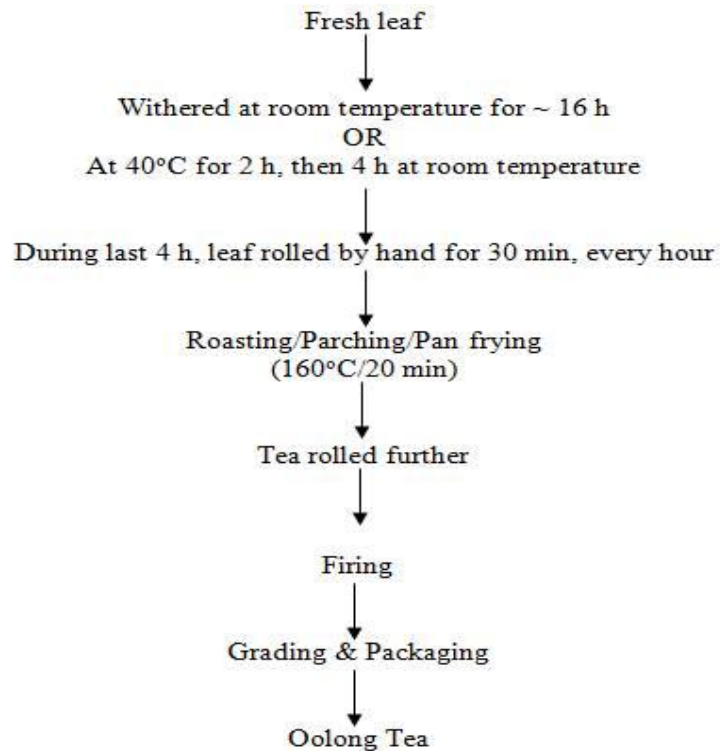 Fresh leaf
Withered at room temperature for ~ 16 h
OR
At 40°C for 2 h, then 4 h at room temperature
During last 4 h, leaf rolled by hand for 30 min, every hour
Roasting/Parching/Pan frying
(160°C/20 min)
Tea rolled further
Firing
Grading & Packaging
Oolong Tea